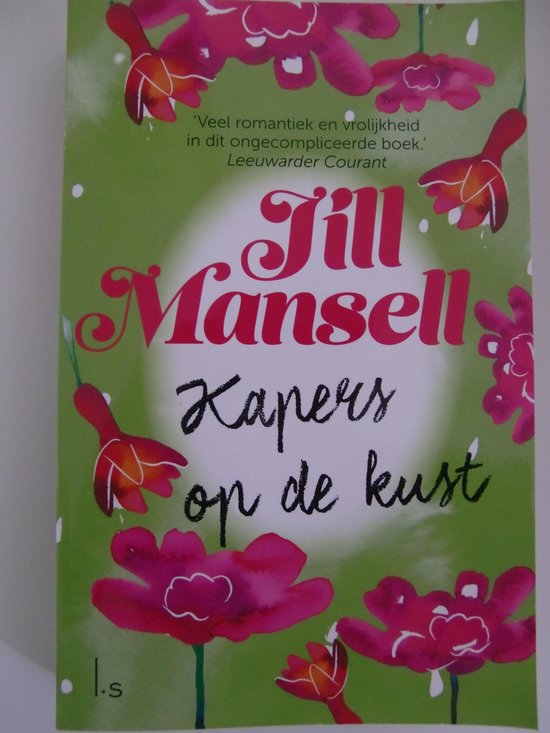 'Veel romantiek en vrolijkheid
in dit ongecompliceerde boek.'
Leeuwarder Courant
Jill
Mansell
Kapers
op de kust
l.s